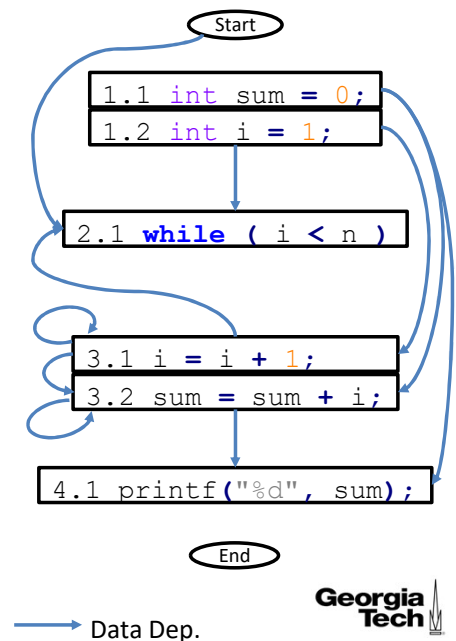 Start
1.1 int sum = 0;
1.2 int i = 1;
2.1 while ( i < n )
3.1 i = i + 1;
3.2 sum = sum + i;
4.1 printf("%d", sum);
End
Georgia
Tech
Data Dep.